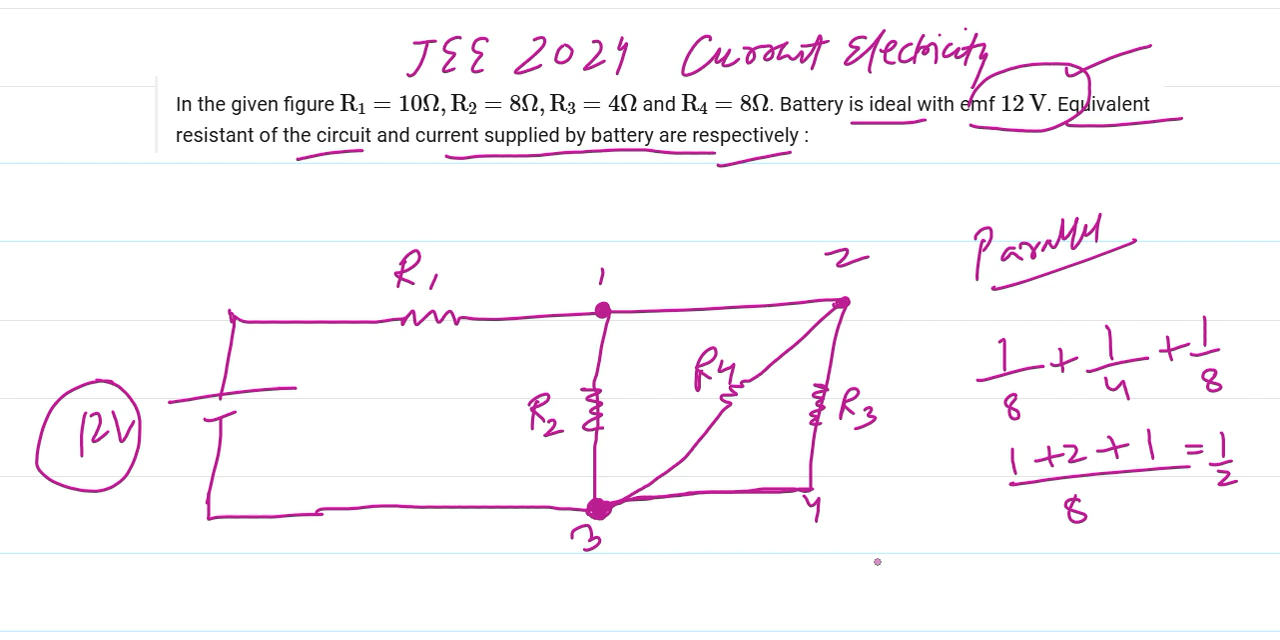 JEE 2024 Current Electricity
In the given figure R₁ = 10Ω, R₂ = 8Ω, R₃ = 4Ω and R₄ = 8Ω. Battery is ideal with emf 12 V. Equivalent
resistant of the circuit and current supplied by battery are respectively :
Parallel
R₁
1
2
12V
R₂
R₄
R₃
3
4
1/8 + 1/4 + 1/8
(1+2+1)/8 = 1/2